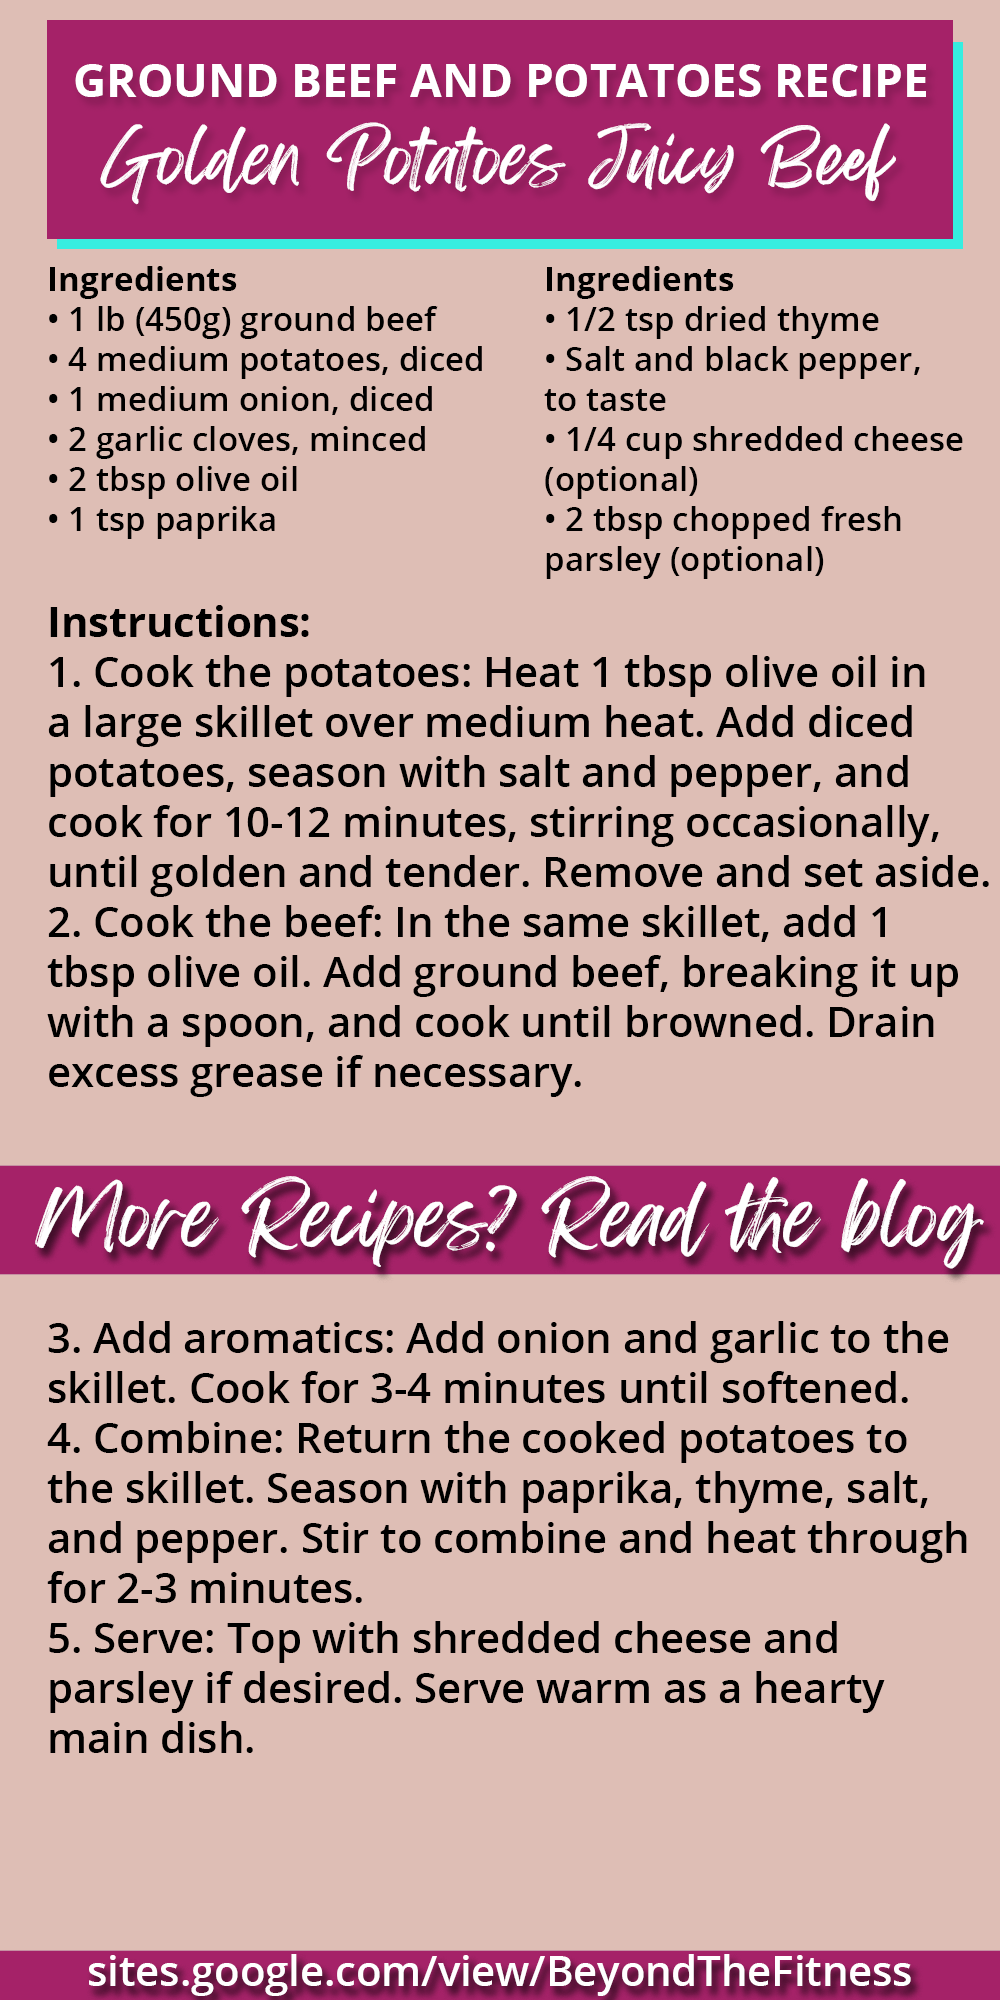 GROUND BEEF AND POTATOES RECIPE
Golden Potatoes Juicy Beef
Ingredients
• 1 lb (450g) ground beef
• 4 medium potatoes, diced
• 1 medium onion, diced
• 2 garlic cloves, minced
• 2 tbsp olive oil
• 1 tsp paprika
Ingredients
• 1/2 tsp dried thyme
• Salt and black pepper,
to taste
• 1/4 cup shredded cheese
(optional)
• 2 tbsp chopped fresh
parsley (optional)
Instructions:
1. Cook the potatoes: Heat 1 tbsp olive oil in
a large skillet over medium heat. Add diced
potatoes, season with salt and pepper, and
cook for 10-12 minutes, stirring occasionally,
until golden and tender. Remove and set aside.
2. Cook the beef: In the same skillet, add 1
tbsp olive oil. Add ground beef, breaking it up
with a spoon, and cook until browned. Drain
excess grease if necessary.
More Recipes? Read the blog
3. Add aromatics: Add onion and garlic to the
skillet. Cook for 3-4 minutes until softened.
4. Combine: Return the cooked potatoes to
the skillet. Season with paprika, thyme, salt,
and pepper. Stir to combine and heat through
for 2-3 minutes.
5. Serve: Top with shredded cheese and
parsley if desired. Serve warm as a hearty
main dish.
sites.google.com/view/BeyondTheFitness